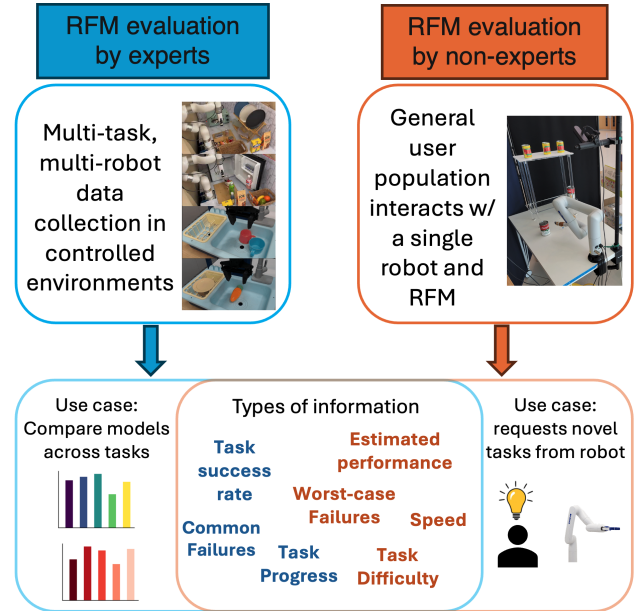 RFM evaluation
by experts
RFM evaluation
by non-experts
Multi-task,
multi-robot
data
collection in
controlled
environments
General
user
population
interacts w/
a single
robot and
RFM
Use case:
Compare models
across tasks
Types of information
Task
success
rate
Estimated
performance
Worst-case
Failures
Speed
Common
Failures
Task
Progress
Task
Difficulty
Use case:
requests novel
tasks from robot